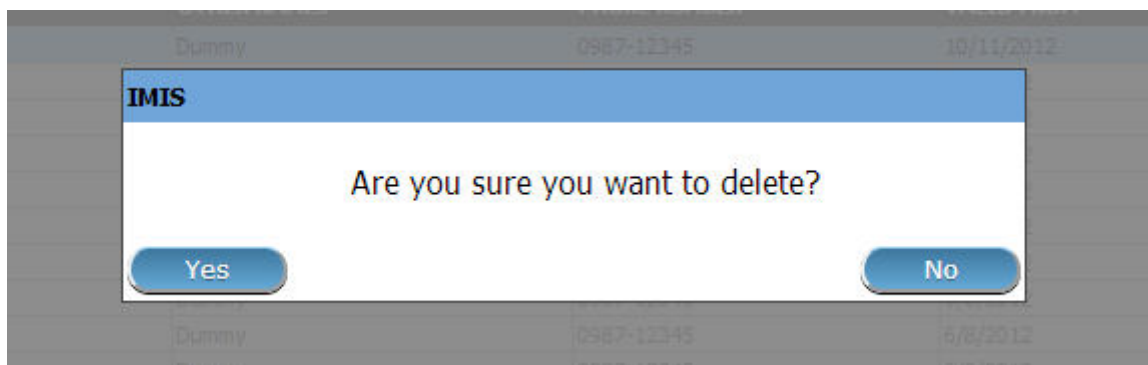 Dummy 0987-12345 10/11/2012
IMIS
Are you sure you want to delete?
Yes No
Dummy 0987-12345 6/8/2012